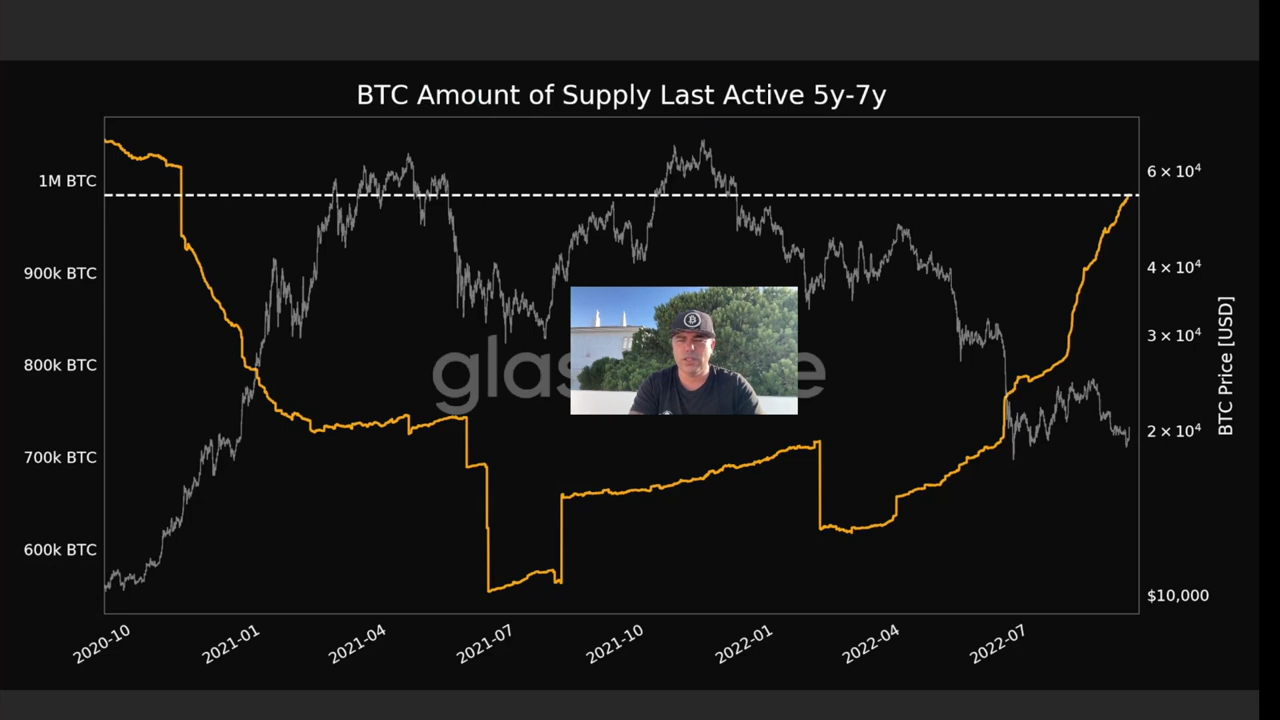 BTC Amount of Supply Last Active 5y-7y
1M BTC
900k BTC
800k BTC
700k BTC
600k BTC
6 × 10⁴
4 × 10⁴
3 × 10⁴
2 × 10⁴
$10,000
BTC Price [USD]
2020-10
2021-01
2021-04
2021-07
2021-10
2022-01
2022-04
2022-07